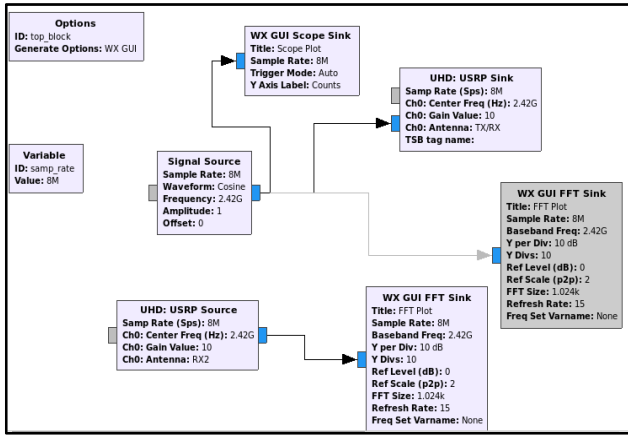 Options
ID: top_block
Generate Options: WX GUI
WX GUI Scope Sink
Title: Scope Plot
Sample Rate: 8M
Trigger Mode: Auto
Y Axis Label: Counts
UHD: USRP Sink
Samp Rate (Sps): 8M
Ch0: Center Freq (Hz): 2.42G
Ch0: Gain Value: 10
Ch0: Antenna: TX/RX
TSB tag name:
Variable
ID: samp_rate
Value: 8M
Signal Source
Sample Rate: 8M
Waveform: Cosine
Frequency: 2.42G
Amplitude: 1
Offset: 0
WX GUI FFT Sink
Title: FFT Plot
Sample Rate: 8M
Baseband Freq: 2.42G
Y per Div: 10 dB
Y Divs: 10
Ref Level (dB): 0
Ref Scale (p2p): 2
FFT Size: 1.024k
Refresh Rate: 15
Freq Set Varname: None
UHD: USRP Source
Samp Rate (Sps): 8M
Ch0: Center Freq (Hz): 2.42G
Ch0: Gain Value: 10
Ch0: Antenna: RX2
WX GUI FFT Sink
Title: FFT Plot
Sample Rate: 8M
Baseband Freq: 2.42G
Y per Div: 10 dB
Y Divs: 10
Ref Level (dB): 0
Ref Scale (p2p): 2
FFT Size: 1.024k
Refresh Rate: 15
Freq Set Varname: None